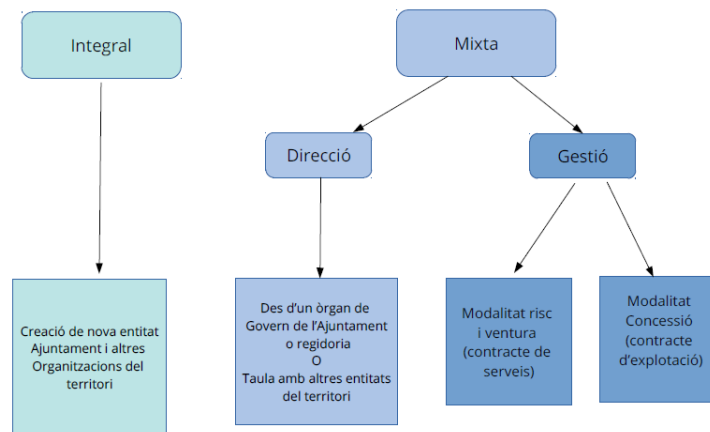 Integral
Mixta
Direcció
Gestió
Creació de nova entitat
Ajuntament i altres
Organitzacions del
territori
Des d'un òrgan de
Govern de l'Ajuntament
o regidoria
O
Taula amb altres entitats
del territori
Modalitat risc
i ventura
(contracte de
serveis)
Modalitat
Concessió
(contracte
d'explotació)